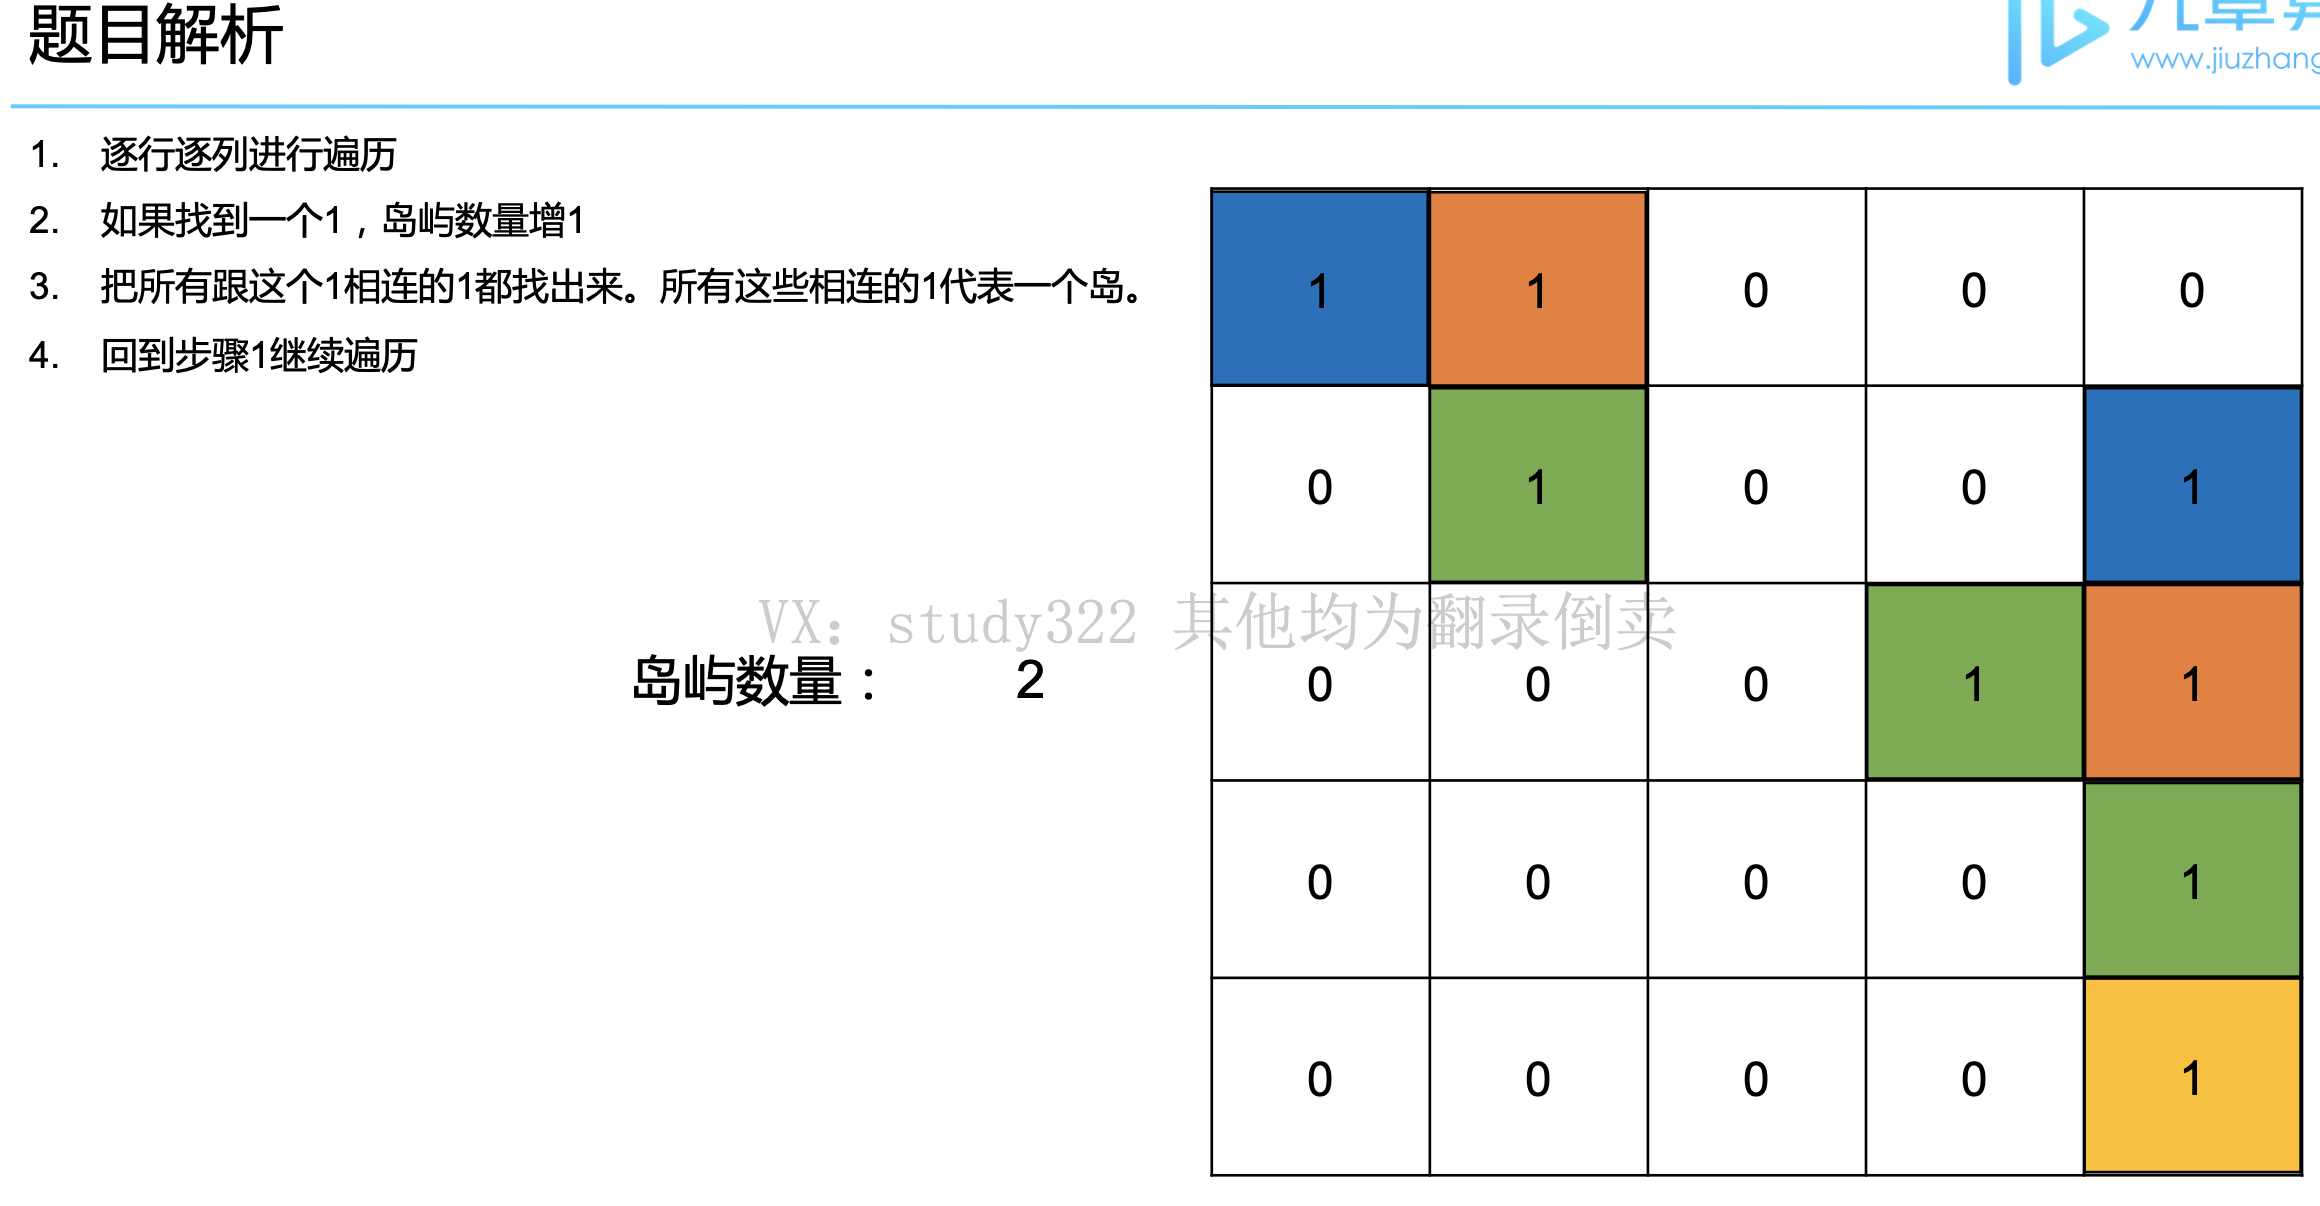 题目解析
www.jiuzhang
1. 逐行逐列进行遍历
2. 如果找到一个1，岛屿数量增1
3. 把所有跟这个1相连的1都找出来。所有这些相连的1代表一个岛。
4. 回到步骤1继续遍历
1 1 0 0 0
0 1 0 0 1
VX: study322 其他均为翻录倒卖
岛屿数量： 2
0 0 0 1 1
0 0 0 0 1
0 0 0 0 1